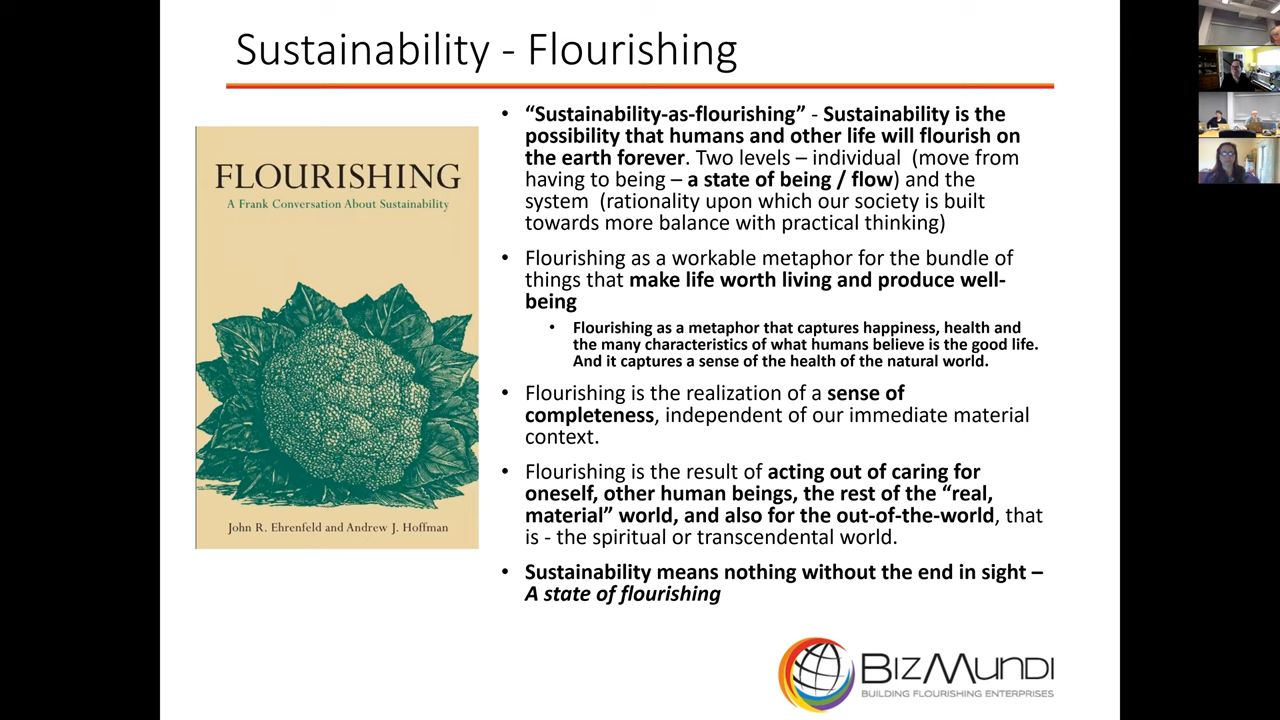 Sustainability - Flourishing
FLOURISHING
A Frank Conversation About Sustainability
John R. Ehrenfeld and Andrew J. Hoffman
• “Sustainability-as-flourishing” - Sustainability is the
possibility that humans and other life will flourish on
the earth forever. Two levels – individual (move from
having to being – a state of being / flow) and the
system (rationality upon which our society is built
towards more balance with practical thinking)
• Flourishing as a workable metaphor for the bundle of
things that make life worth living and produce well-
being
• Flourishing as a metaphor that captures happiness, health and
the many characteristics of what humans believe is the good life.
And it captures a sense of the health of the natural world.
• Flourishing is the realization of a sense of
completeness, independent of our immediate material
context.
• Flourishing is the result of acting out of caring for
oneself, other human beings, the rest of the “real,
material” world, and also for the out-of-the-world, that
is - the spiritual or transcendental world.
• Sustainability means nothing without the end in sight –
A state of flourishing
BIZMUNDI
BUILDING FLOURISHING ENTERPRISES